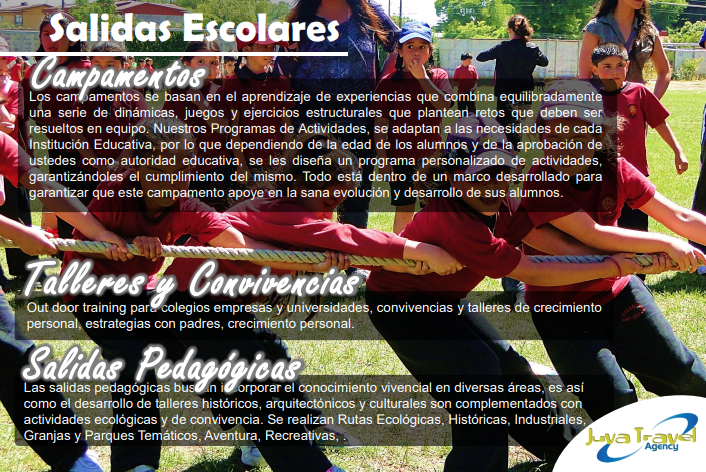 Salidas Escolares
Campamentos
Los campamentos se basan en el aprendizaje de experiencias que combina equilibradamente
una serie de dinámicas, juegos y ejercicios estructurales que plantean retos que deben ser
resueltos en equipo. Nuestros Programas de Actividades, se adaptan a las necesidades de cada
Institución Educativa, por lo que dependiendo de la edad de los alumnos y de la aprobación de
ustedes como autoridad educativa, se les diseña un programa personalizado de actividades,
garantizándoles el cumplimiento del mismo. Todo está dentro de un marco desarrollado para
garantizar que este campamento apoye en la sana evolución y desarrollo de sus alumnos.
Talleres y Convivencias
Out door training para colegios empresas y universidades, convivencias y talleres de crecimiento
personal, estrategias con padres, crecimiento personal.
Salidas Pedagógicas
Las salidas pedagógicas buscan incorporar el conocimiento vivencial en diversas áreas, es así
como el desarrollo de talleres históricos, arquitectónicos y culturales son complementados con
actividades ecológicas y de convivencia. Se realizan Rutas Ecológicas, Históricas, Industriales,
Granjas y Parques Temáticos, Aventura, Recreativas, .
Juva Travel
Agency